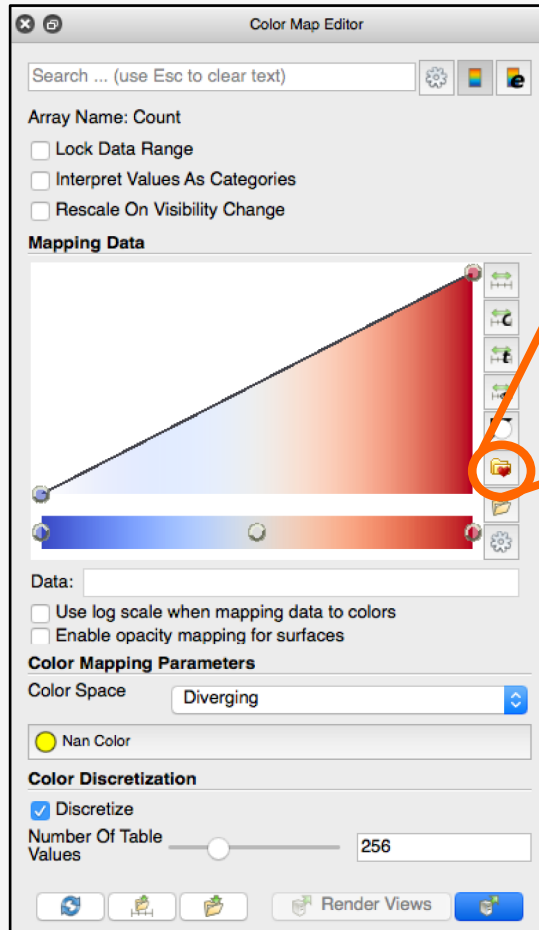 Color Map Editor
Search ... (use Esc to clear text)
Array Name: Count
Lock Data Range
Interpret Values As Categories
Rescale On Visibility Change
Mapping Data
Data:
Use log scale when mapping data to colors
Enable opacity mapping for surfaces
Color Mapping Parameters
Color Space
Diverging
Nan Color
Color Discretization
Discretize
Number Of Table
Values
256
Render Views